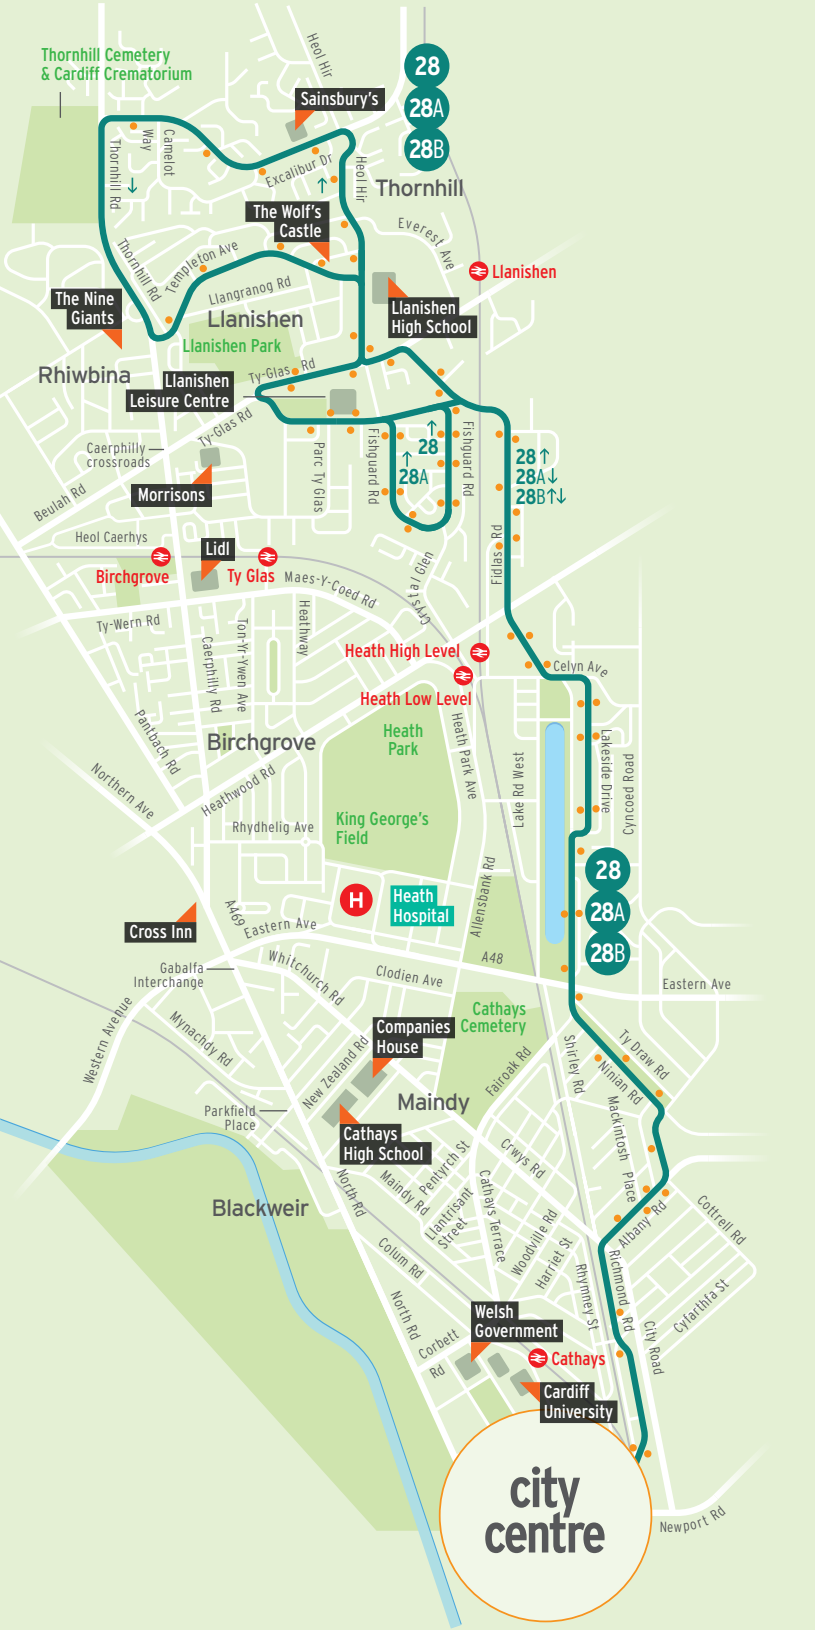 Thornhill Cemetery
& Cardiff Crematorium
Heol Hir
28
28A
28B
Sainsbury's
Thornhill Rd
Way
Camelot
Excalibur Dr
Heol Hir
Thornhill
The Wolf's
Castle
Everest Ave
Thornhill Rd
Templeton Ave
Llanishen
Llangranog Rd
The Nine
Giants
Llanishen
Llanishen
High School
Llanishen Park
Rhiwbina
Ty-Glas Rd
Llanishen
Leisure Centre
Ty-Glas Rd
Caerphilly
crossroads
Parc Ty Glas
Fishguard Rd
28
28A
Fishguard Rd
28
28A
28B
Morrisons
Beulah Rd
Heol Caerhys
Lidl
Birchgrove
Ty Glas
Maes-Y-Coed Rd
Crystal Glen
Fidlas Rd
Ty-Wern Rd
Heathway
Ton-Yr-Ywen Ave
Caerphilly Rd
Heath High Level
Heath Low Level
Celyn Ave
Pantbach Rd
Birchgrove
Heath
Park
Heath Park Ave
Lake Rd West
Lakeside Drive
Cyncoed Road
Northern Ave
Heathwood Rd
Rhydhelig Ave
King George's
Field
Allensbank Rd
28
28A
28B
H
Heath
Hospital
A469
Cross Inn
Eastern Ave
A48
Gabalfa
Interchange
Whitchurch Rd
Clodien Ave
Eastern Ave
Western Avenue
Mynachdy Rd
Cathays
Cemetery
Companies
House
New Zealand Rd
Fairoak Rd
Shirley Rd
Ty Draw Rd
Ninian Rd
Maindy
Mackintosh Place
Parkfield
Place
Cathays
High School
Crwys Rd
Pentyrch St
Maindy Rd
North Rd
Blackweir
Llantrisant
Street
Cathays Terrace
Woodville Rd
Harriet St
Albany Rd
Cottrell Rd
Colum Rd
Rhymney St
Richmond Rd
Cyfarthfa St
North Rd
Welsh
Government
City Road
Corbett
Rd
Cathays
Cardiff
University
city
centre
Newport Rd